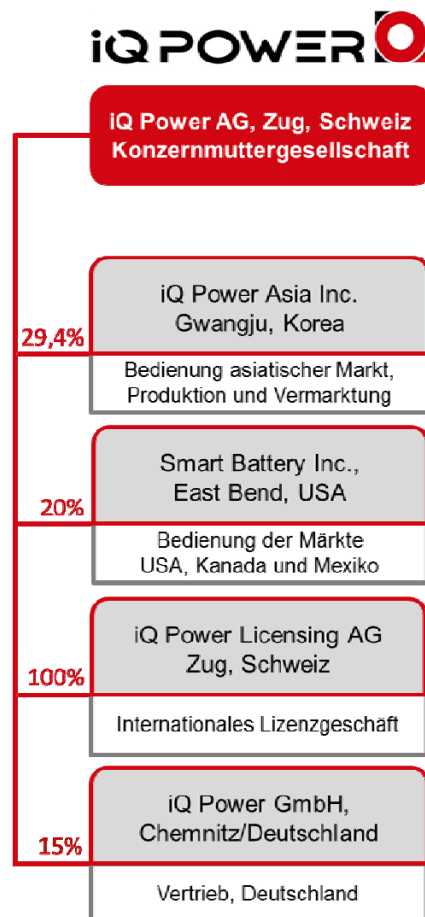 iQ POWER
iQ Power AG, Zug, Schweiz
Konzernmuttergesellschaft
iQ Power Asia Inc.
Gwangju, Korea
29,4%
Bedienung asiatischer Markt,
Produktion und Vermarktung
Smart Battery Inc.,
East Bend, USA
20%
Bedienung der Märkte
USA, Kanada und Mexiko
iQ Power Licensing AG
Zug, Schweiz
100%
Internationales Lizenzgeschäft
iQ Power GmbH,
Chemnitz/Deutschland
15%
Vertrieb, Deutschland